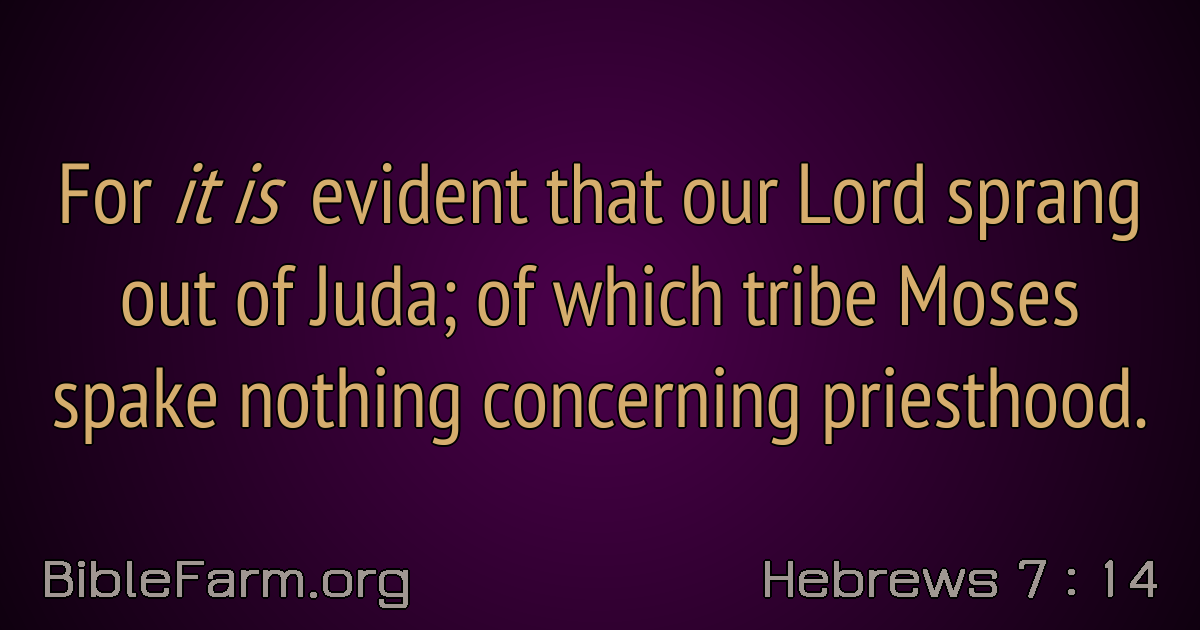 For it is evident that our Lord sprang
out of Juda; of which tribe Moses
spake nothing concerning priesthood.
BibleFarm.org
Hebrews 7 : 14